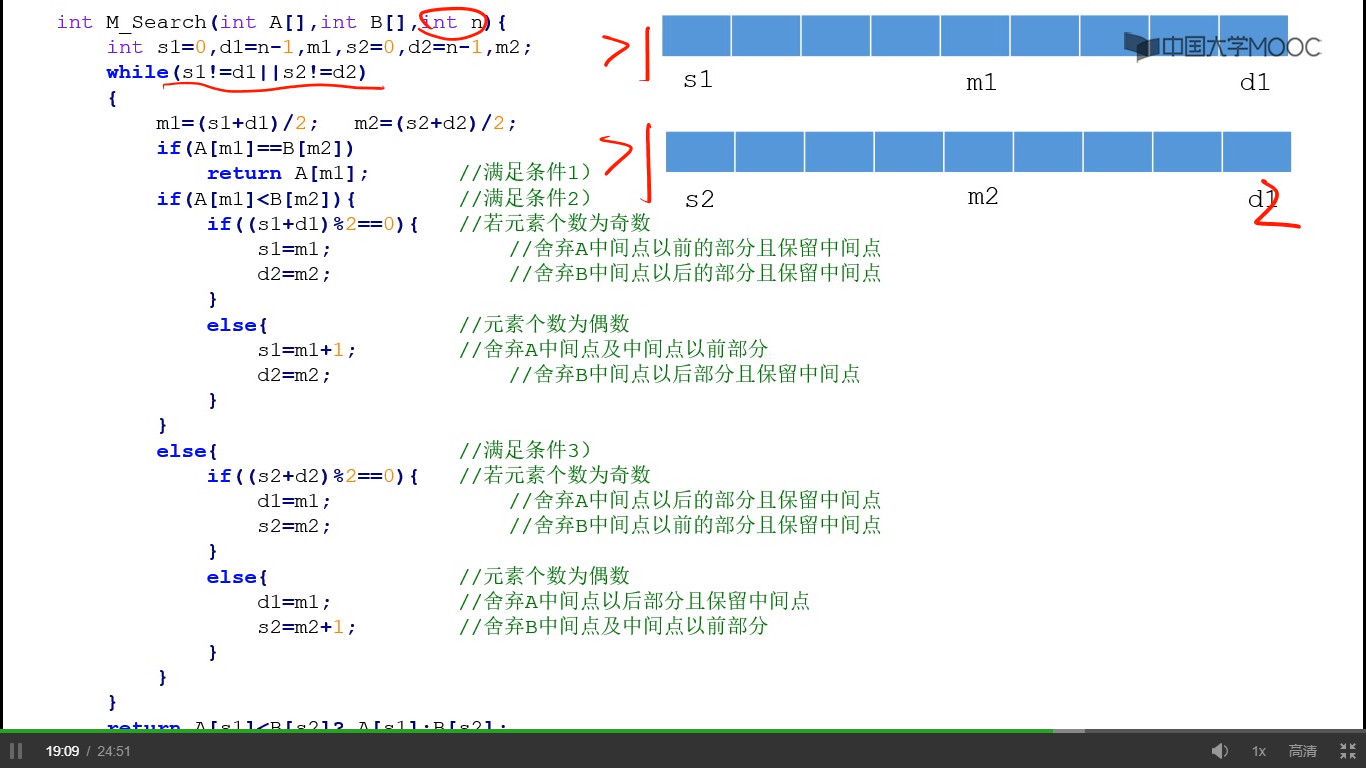 int M_Search(int A[],int B[],int n){
int s1=0,d1=n-1,m1,s2=0,d2=n-1,m2;
while(s1!=d1||s2!=d2)
{
m1=(s1+d1)/2; m2=(s2+d2)/2;
if(A[m1]==B[m2])
return A[m1]; //满足条件1)
if(A[m1]<B[m2]){ //满足条件2)
if((s1+d1)%2==0){ //若元素个数为奇数
s1=m1; //舍弃A中间点以前的部分且保留中间点
d2=m2; //舍弃B中间点以后的部分且保留中间点
}
else{ //元素个数为偶数
s1=m1+1; //舍弃A中间点及中间点以前部分
d2=m2; //舍弃B中间点以后部分且保留中间点
}
}
else{ //满足条件3)
if((s2+d2)%2==0){ //若元素个数为奇数
d1=m1; //舍弃A中间点以后的部分且保留中间点
s2=m2; //舍弃B中间点以前的部分且保留中间点
}
else{ //元素个数为偶数
d1=m1; //舍弃A中间点以后部分且保留中间点
s2=m2+1; //舍弃B中间点及中间点以前部分
}
}
}
return A[s1]<B[s2]? A[s1]:B[s2];
中国大学MOOC
s1 m1 d1
s2 m2 d1
2
19:09 / 24:51 1x 高清